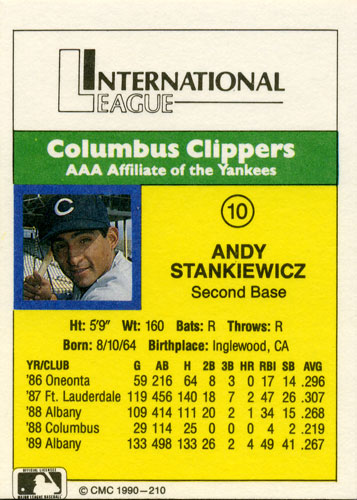 INTERNATIONAL
LEAGUE
Columbus Clippers
AAA Affiliate of the Yankees
C
10
ANDY
STANKIEWICZ
Second Base
Ht: 5'9" Wt: 160 Bats: R Throws: R
Born: 8/10/64 Birthplace: Inglewood, CA
YR/CLUB G AB H 2B 3B HR RBI SB AVG
'86 Oneonta 59 216 64 8 3 0 17 14 .296
'87 Ft. Lauderdale 119 456 140 18 7 2 47 26 .307
'88 Albany 109 414 111 20 2 1 34 15 .268
'88 Columbus 29 114 25 0 0 0 4 2 .219
'89 Albany 133 498 133 26 2 4 49 41 .267
OFFICIAL LICENSEE
MAJOR LEAGUE BASEBALL
© CMC 1990—210